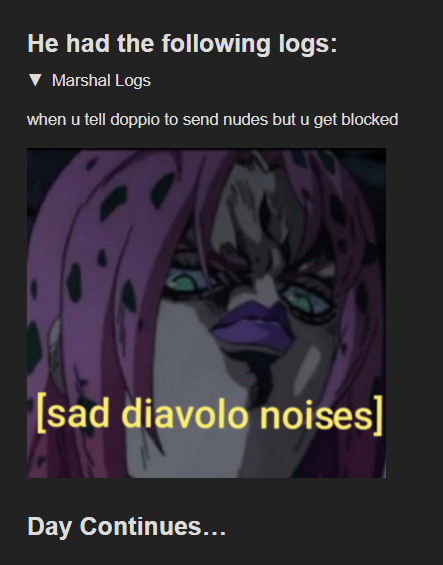 He had the following logs:
▼ Marshal Logs
when u tell doppio to send nudes but u get blocked
[sad diavolo noises]
Day Continues…